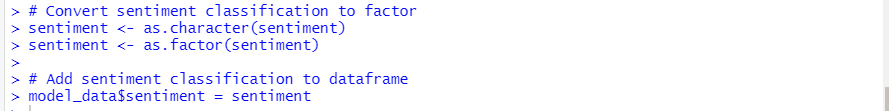 > # Convert sentiment classification to factor
> sentiment <- as.character(sentiment)
> sentiment <- as.factor(sentiment)
>
> # Add sentiment classification to dataframe
> model_data$sentiment = sentiment